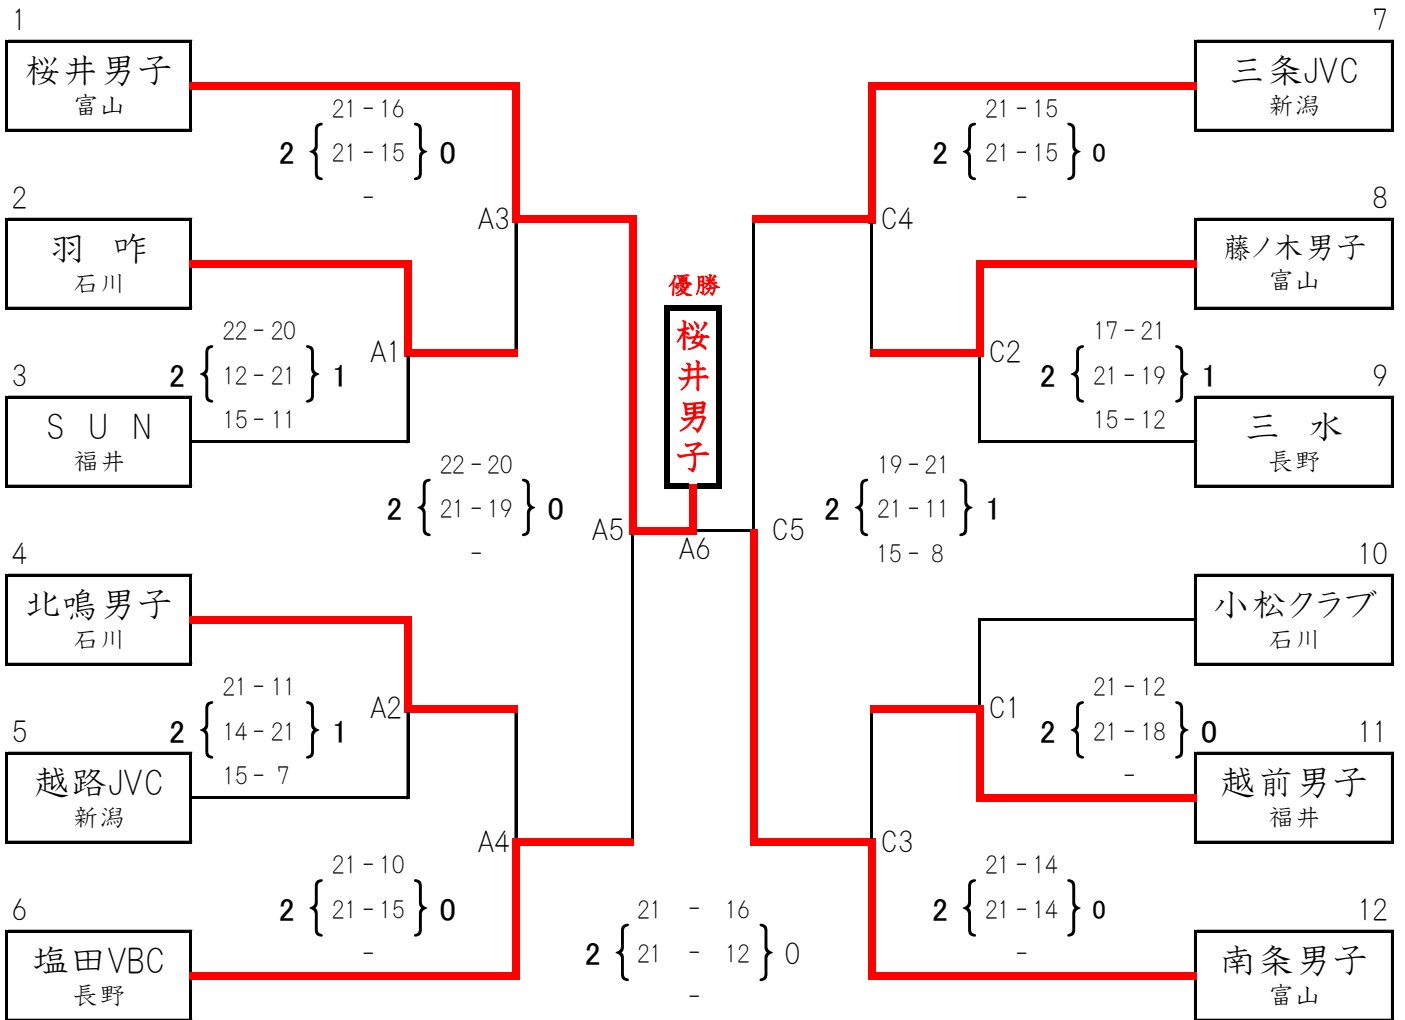 1
桜井男子
富山
21-16
2 { 21-15 } 0
-
A3
2
羽　咋
石川
22-20
2 { 12-21 } 1
15-11
A1
3
S U N
福井
22-20
2 { 21-19 } 0
-
A5
4
北鳴男子
石川
21-11
2 { 14-21 } 1
15- 7
A2
5
越路JVC
新潟
A4
21-10
2 { 21-15 } 0
-
6
塩田VBC
長野
優勝
桜井男子
A6
21 - 16
2 { 21 - 12 } 0
-
7
三条JVC
新潟
21-15
2 { 21-15 } 0
-
C4
8
藤ノ木男子
富山
17-21
2 { 21-19 } 1
15-12
C2
9
三　水
長野
19-21
2 { 21-11 } 1
15- 8
C5
10
小松クラブ
石川
21-12
2 { 21-18 } 0
-
C1
11
越前男子
福井
C3
21-14
2 { 21-14 } 0
-
12
南条男子
富山